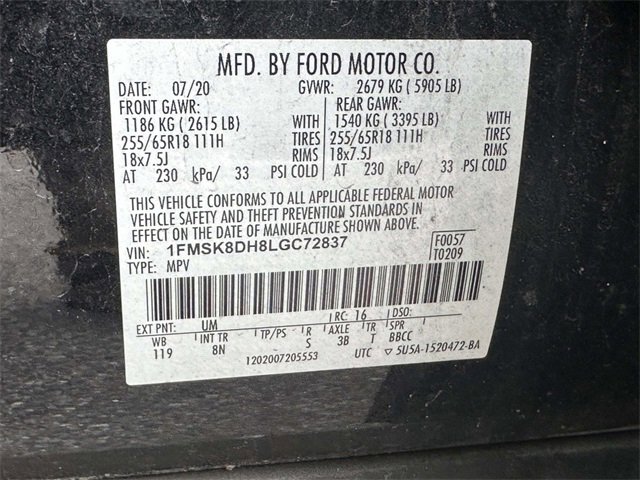 MFD. BY FORD MOTOR CO.
DATE: 07/20 GVWR: 2679 KG ( 5905 LB)
FRONT GAWR: REAR GAWR:
1186 KG ( 2615 LB) WITH 1540 KG ( 3395 LB) WITH
255/65R18 111H TIRES 255/65R18 111H TIRES
18x7.5J RIMS 18x7.5J RIMS
AT 230 kPa/ 33 PSI COLD AT 230 kPa/ 33 PSI COLD
THIS VEHICLE CONFORMS TO ALL APPLICABLE FEDERAL MOTOR
VEHICLE SAFETY AND THEFT PREVENTION STANDARDS IN
EFFECT ON THE DATE OF MANUFACTURE SHOWN ABOVE.
VIN: 1FMSK8DH8LGC72837 F0057
TYPE: MPV T0209
EXT PNT: UM RC: 16 DSO:
WB INT TR TP/PS R AXLE TR SPR
119 8N S 3B T BBCC
1202007205553 UTC ▽ 5U5A-1520472-BA